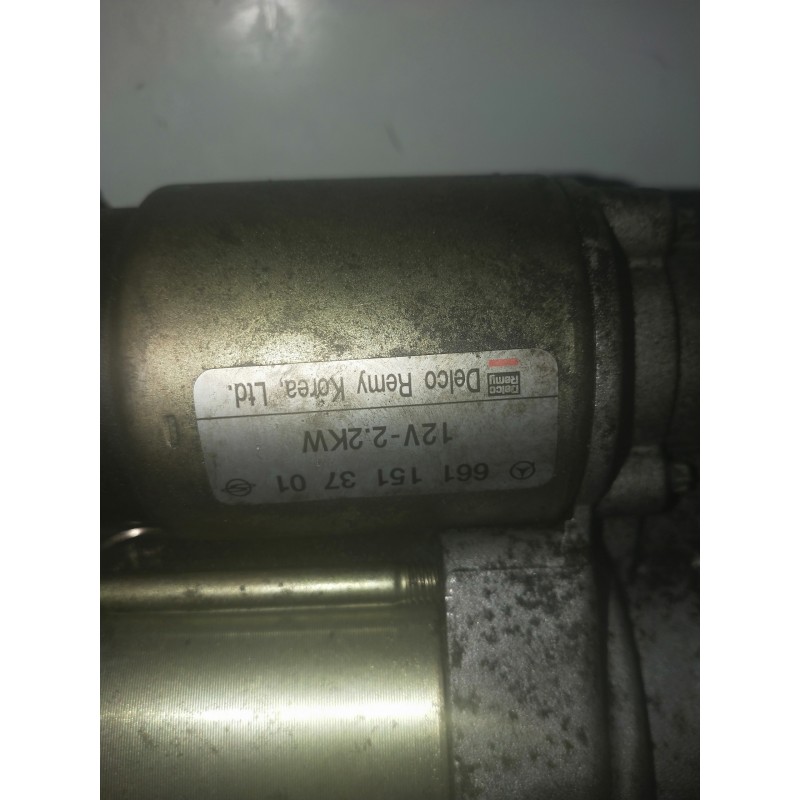 661 151 37 01
12V-2.2KW
Delco Remy Delco Remy Korea, Ltd.